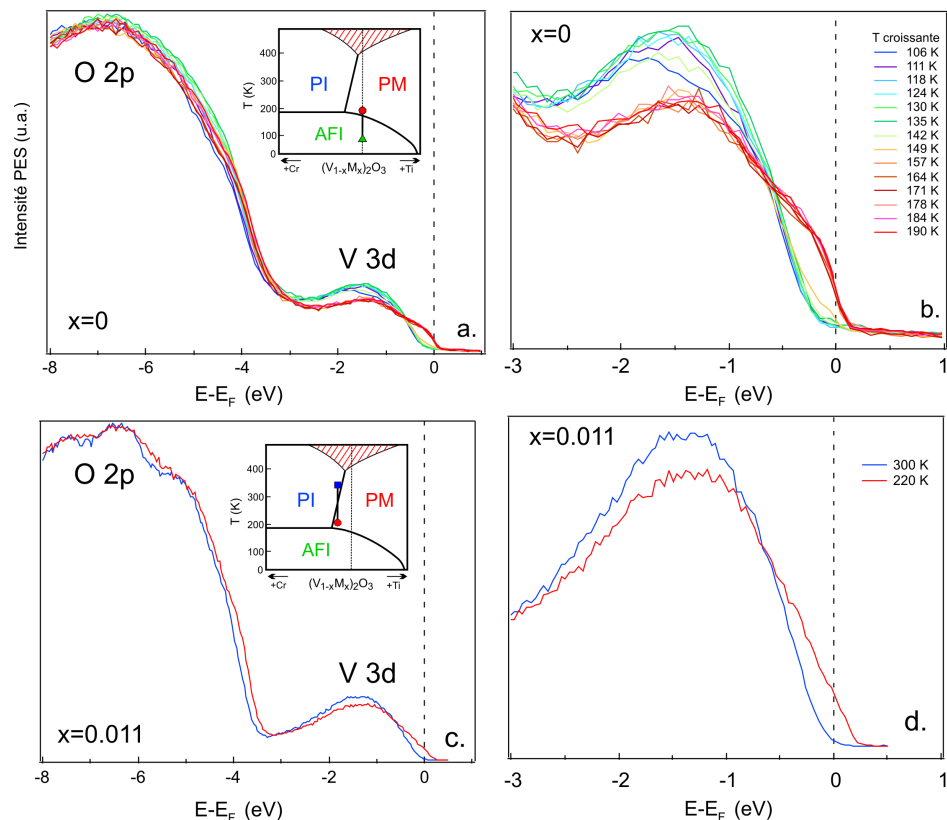 Intensité PES (u.a.)
O 2p
V 3d
x=0
a.
-8
-6
-4
-2
0
E-E_F (eV)
T (K)
400
300
200
100
0
PI
PM
AFI
+Cr
(V1-xMx)2O3
+Ti
x=0
b.
T croissante
106 K
111 K
118 K
124 K
130 K
135 K
142 K
149 K
157 K
164 K
171 K
178 K
184 K
190 K
-3
-2
-1
0
1
E-E_F (eV)
O 2p
V 3d
x=0.011
c.
-8
-6
-4
-2
0
E-E_F (eV)
T (K)
400
300
200
100
0
PI
PM
AFI
+Cr
(V1-xMx)2O3
+Ti
x=0.011
d.
300 K
220 K
-3
-2
-1
0
1
E-E_F (eV)